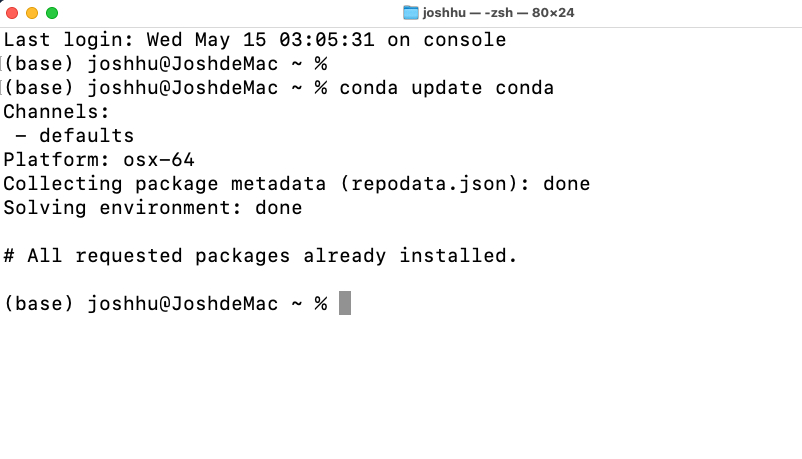 joshhu — -zsh — 80×24
Last login: Wed May 15 03:05:31 on console
(base) joshhu@JoshdeMac ~ %
(base) joshhu@JoshdeMac ~ % conda update conda
Channels:
 - defaults
Platform: osx-64
Collecting package metadata (repodata.json): done
Solving environment: done
# All requested packages already installed.
(base) joshhu@JoshdeMac ~ %